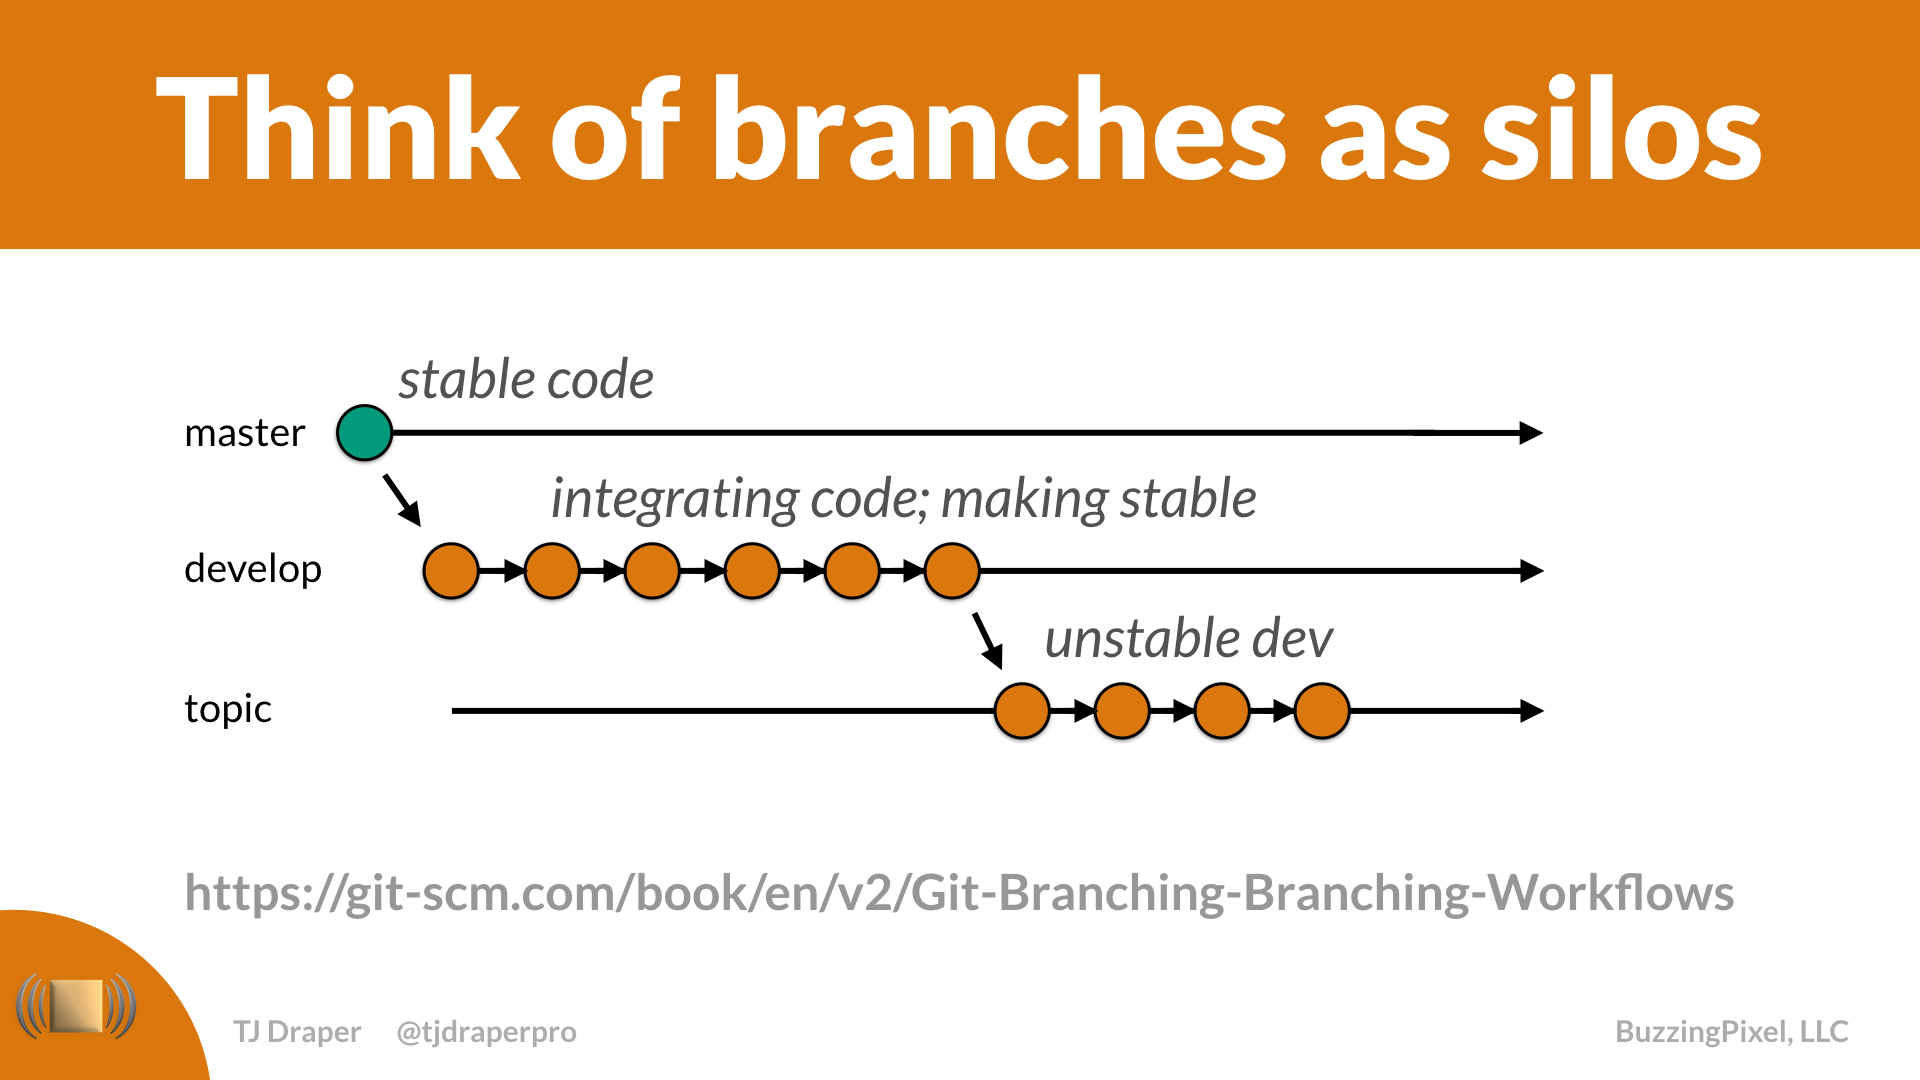 Think of branches as silos
stable code
master
integrating code; making stable
develop
unstable dev
topic
https://git-scm.com/book/en/v2/Git-Branching-Branching-Workflows
TJ Draper @tjdraperpro
BuzzingPixel, LLC